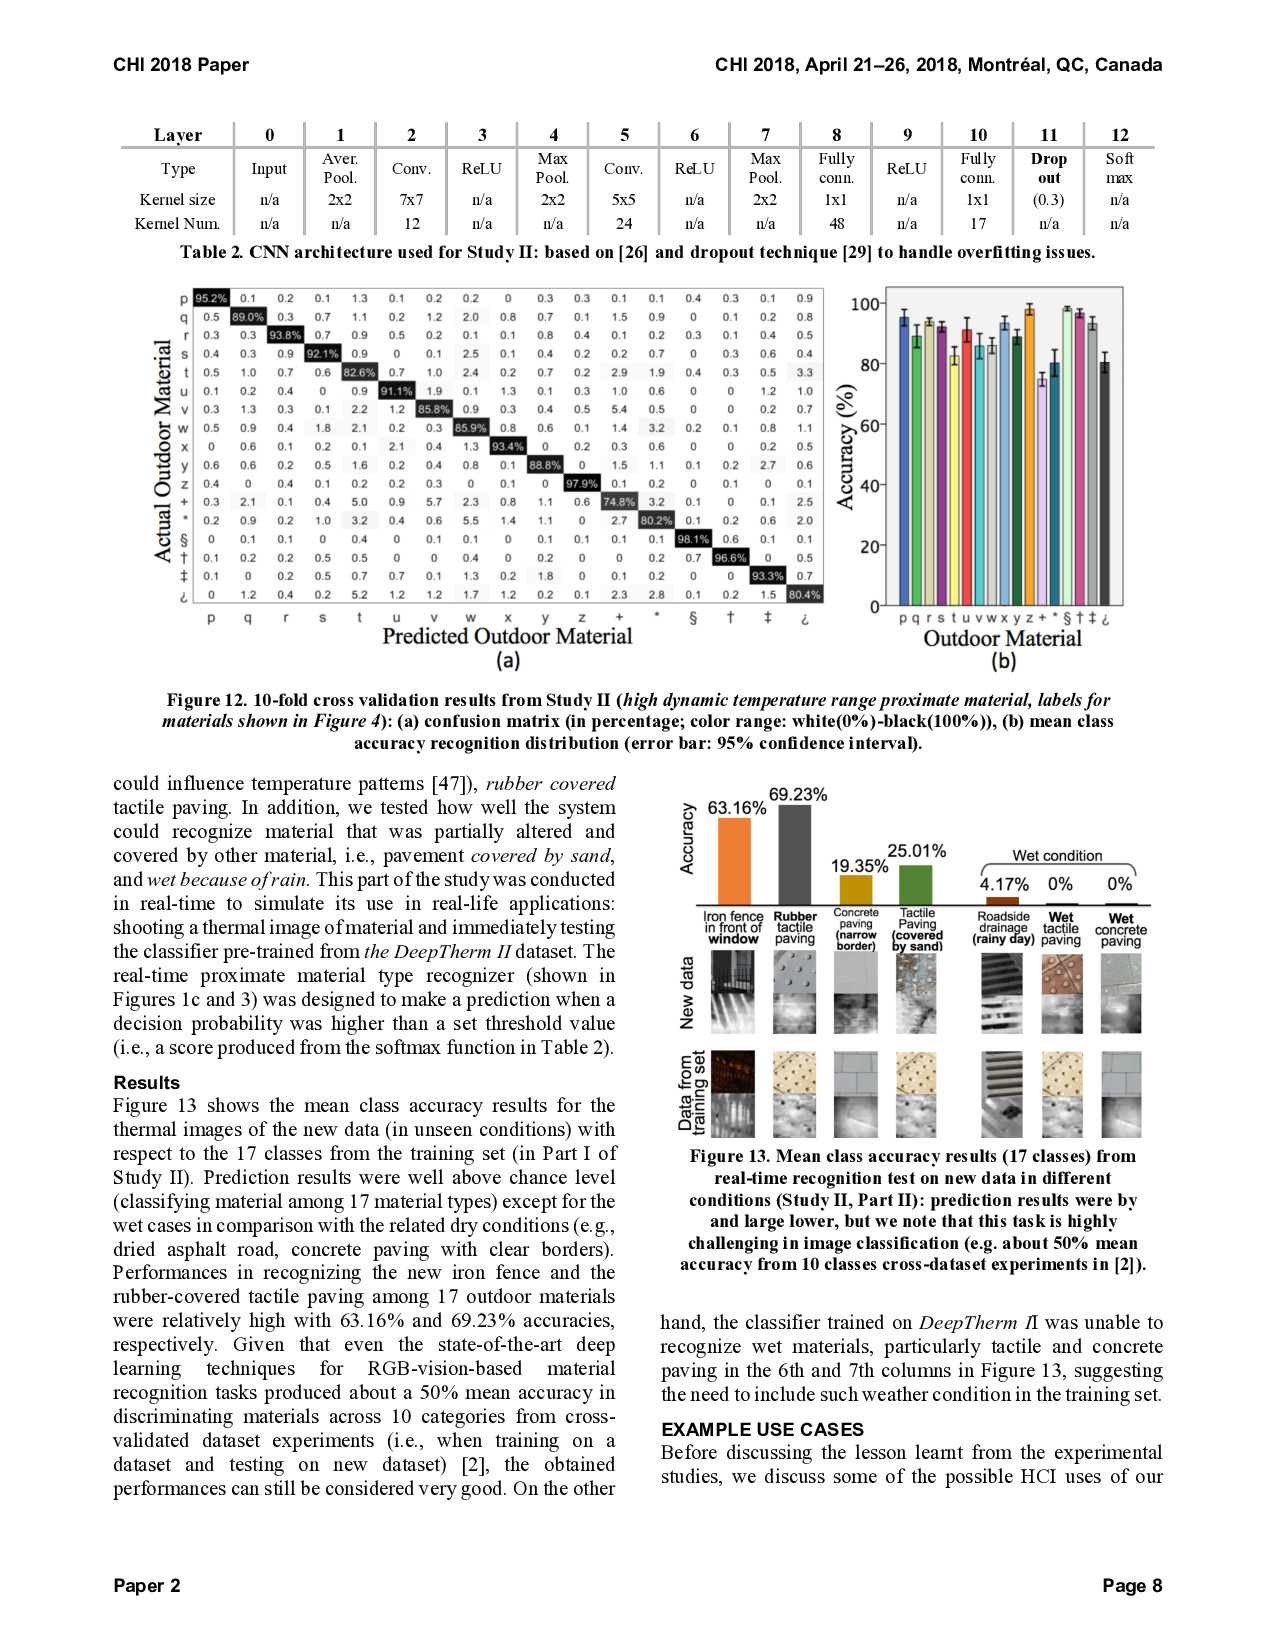 CHI 2018 Paper
CHI 2018, April 21–26, 2018, Montréal, QC, Canada
Layer 0 1 2 3 4 5 6 7 8 9 10 11 12
Type Input Aver. Pool. Conv. ReLU Max Pool. Conv. ReLU Max Pool. Fully conn. ReLU Fully conn. Drop out Soft max
Kernel size n/a 2x2 7x7 n/a 2x2 5x5 n/a 2x2 1x1 n/a 1x1 (0.3) n/a
Kernel Num. n/a n/a 12 n/a n/a 24 n/a n/a 48 n/a 17 n/a n/a
Table 2. CNN architecture used for Study II: based on [26] and dropout technique [29] to handle overfitting issues.
Actual Outdoor Material
p 95.2% 0.1 0.2 0.1 1.3 0.1 0.2 0.2 0 0.3 0.3 0.1 0.1 0.4 0.3 0.1 0.9
q 0.5 89.0% 0.3 0.7 1.1 0.2 1.2 2.0 0.8 0.7 0.1 1.5 0.9 0 0.1 0.2 0.8
r 0.3 0.3 93.8% 0.7 0.9 0.5 0.2 0.1 0.1 0.8 0.4 0.1 0.2 0.3 0.1 0.4 0.5
s 0.4 0.3 0.9 92.1% 0.9 0 0.1 2.5 0.1 0.4 0.2 0.2 0.7 0 0.3 0.6 0.4
t 0.5 1.0 0.7 0.6 82.6% 0.7 1.0 2.4 0.2 0.7 0.2 2.9 1.9 0.4 0.3 0.5 3.3
u 0.1 0.2 0.4 0 0.9 91.1% 1.9 0.1 1.3 0.1 0.3 1.0 0.6 0 0 1.2 1.0
v 0.3 1.3 0.3 0.1 2.2 1.2 85.8% 0.9 0.3 0.4 0.5 5.4 0.5 0 0 0.2 0.7
w 0.5 0.9 0.4 1.8 2.1 0.2 0.3 85.9% 0.8 0.6 0.1 1.4 3.2 0.2 0.1 0.8 1.1
x 0 0.6 0.1 0.2 0.1 2.1 0.4 1.3 93.4% 0 0.2 0.3 0.6 0 0 0.2 0.5
y 0.6 0.6 0.2 0.5 1.6 0.2 0.4 0.8 0.1 88.8% 0 1.5 1.1 0.1 0.2 2.7 0.6
z 0.4 0 0.4 0.1 0.2 0.2 0.3 0 0.1 0 97.9% 0.1 0.2 0 0.1 0 0.1
+ 0.3 2.1 0.1 0.4 5.0 0.9 5.7 2.3 0.8 1.1 0.6 74.8% 3.2 0.1 0 0.1 2.5
* 0.2 0.9 0.2 1.0 3.2 0.4 0.6 5.5 1.4 1.1 0 2.7 80.2% 0.1 0.2 0.6 2.0
§ 0 0.1 0.1 0 0.4 0 0.1 0.1 0 0.1 0.1 0.1 0.1 98.1% 0.6 0.1 0.1
† 0.1 0.2 0.2 0.5 0.5 0 0 0.4 0 0.2 0 0 0.2 0.7 96.6% 0 0.5
‡ 0.1 0 0.2 0.5 0.7 0.7 0.1 1.3 0.2 1.8 0 0.1 0.2 0 0 93.3% 0.7
¿ 0 1.2 0.4 0.2 5.2 1.2 1.2 1.7 1.2 0.2 0.1 2.3 2.8 0.1 0.2 1.5 80.4%
p q r s t u v w x y z + * § † ‡ ¿
Predicted Outdoor Material
(a)
Accuracy (%)
100
80
60
40
20
0
p q r s t u v w x y z + * § † ‡ ¿
Outdoor Material
(b)
Figure 12. 10-fold cross validation results from Study II (high dynamic temperature range proximate material, labels for
materials shown in Figure 4): (a) confusion matrix (in percentage; color range: white(0%)-black(100%)), (b) mean class
accuracy recognition distribution (error bar: 95% confidence interval).
could influence temperature patterns [47]), rubber covered
tactile paving. In addition, we tested how well the system
could recognize material that was partially altered and
covered by other material, i.e., pavement covered by sand,
and wet because of rain. This part of the study was conducted
in real-time to simulate its use in real-life applications:
shooting a thermal image of material and immediately testing
the classifier pre-trained from the DeepTherm II dataset. The
real-time proximate material type recognizer (shown in
Figures 1c and 3) was designed to make a prediction when a
decision probability was higher than a set threshold value
(i.e., a score produced from the softmax function in Table 2).
Results
Figure 13 shows the mean class accuracy results for the
thermal images of the new data (in unseen conditions) with
respect to the 17 classes from the training set (in Part I of
Study II). Prediction results were well above chance level
(classifying material among 17 material types) except for the
wet cases in comparison with the related dry conditions (e.g.,
dried asphalt road, concrete paving with clear borders).
Performances in recognizing the new iron fence and the
rubber-covered tactile paving among 17 outdoor materials
were relatively high with 63.16% and 69.23% accuracies,
respectively. Given that even the state-of-the-art deep
learning techniques for RGB-vision-based material
recognition tasks produced about a 50% mean accuracy in
discriminating materials across 10 categories from cross-
validated dataset experiments (i.e., when training on a
dataset and testing on new dataset) [2], the obtained
performances can still be considered very good. On the other
Accuracy
63.16% 69.23% 19.35% 25.01% 4.17% 0% 0%
Wet condition
Iron fence in front of window
Rubber tactile paving
Concrete paving (narrow border)
Tactile Paving (covered by sand)
Roadside drainage (rainy day)
Wet tactile paving
Wet concrete paving
New data
Data from training set
Figure 13. Mean class accuracy results (17 classes) from
real-time recognition test on new data in different
conditions (Study II, Part II): prediction results were by
and large lower, but we note that this task is highly
challenging in image classification (e.g. about 50% mean
accuracy from 10 classes cross-dataset experiments in [2]).
hand, the classifier trained on DeepTherm II was unable to
recognize wet materials, particularly tactile and concrete
paving in the 6th and 7th columns in Figure 13, suggesting
the need to include such weather condition in the training set.
EXAMPLE USE CASES
Before discussing the lesson learnt from the experimental
studies, we discuss some of the possible HCI uses of our
Paper 2
Page 8